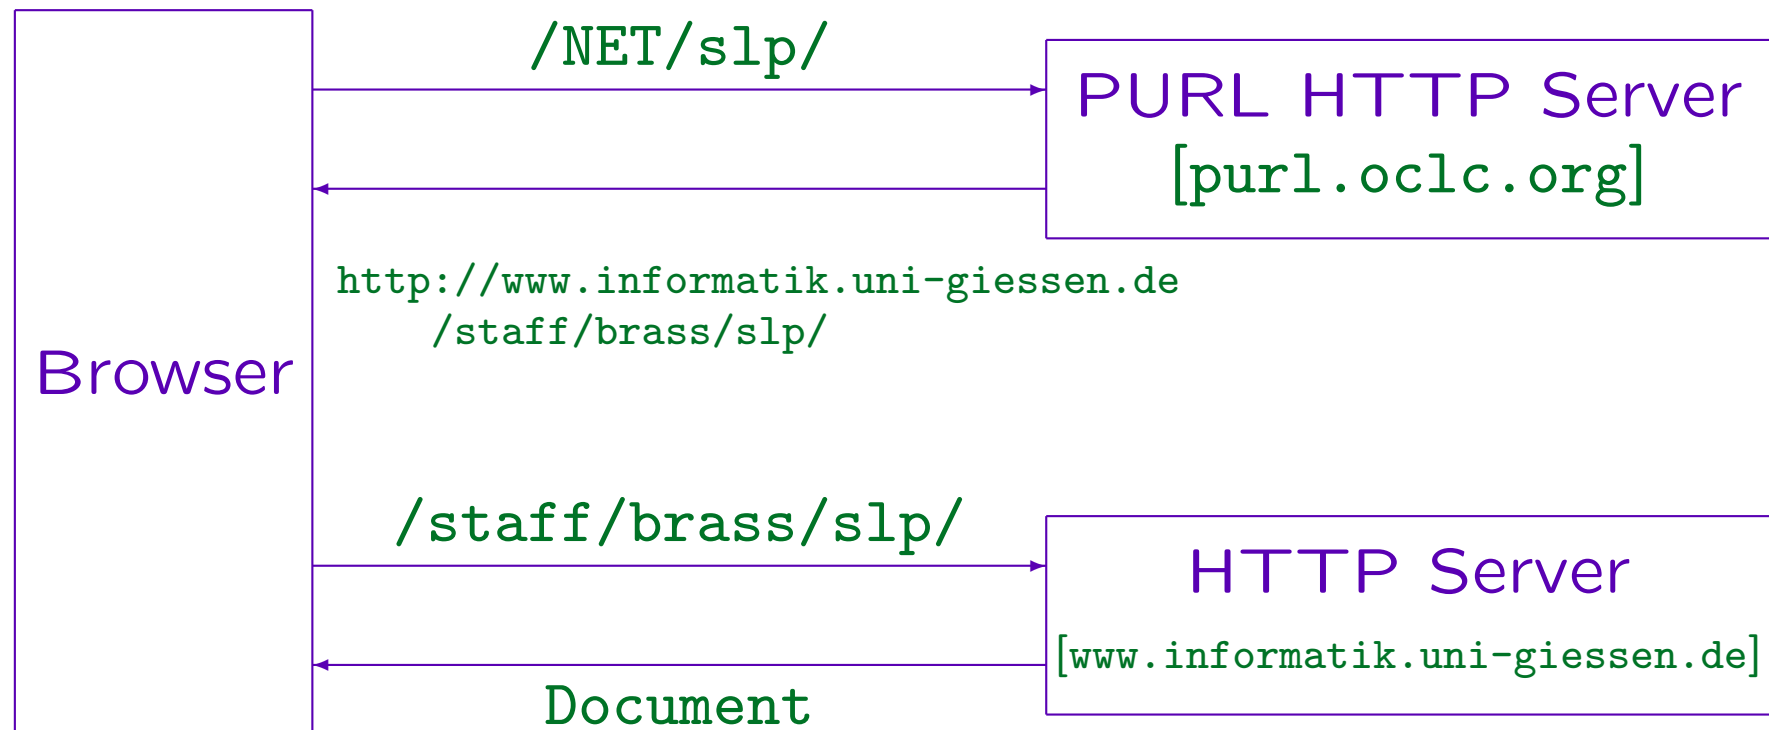 /NET/slp/
PURL HTTP Server
[purl.oclc.org]
http://www.informatik.uni-giessen.de
/staff/brass/slp/
Browser
/staff/brass/slp/
HTTP Server
[www.informatik.uni-giessen.de]
Document